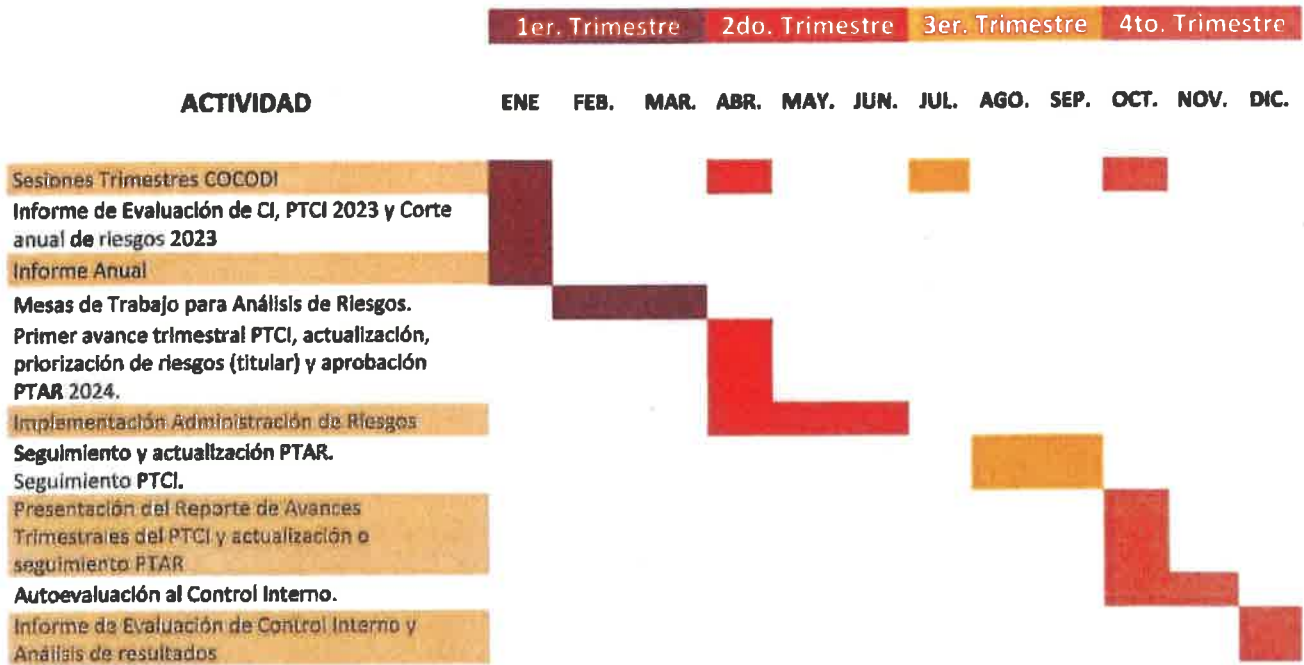 1er. Trimestre 2do. Trimestre 3er. Trimestre 4to. Trimestre
ACTIVIDAD ENE FEB. MAR. ABR. MAY. JUN. JUL. AGO. SEP. OCT. NOV. DIC.
Sesiones Trimestres COCODI
Informe de Evaluación de CI, PTCI 2023 y Corte
anual de riesgos 2023
Informe Anual
Mesas de Trabajo para Análisis de Riesgos.
Primer avance trimestral PTCI, actualización,
priorización de riesgos (titular) y aprobación
PTAR 2024.
Implementación Administración de Riesgos
Seguimiento y actualización PTAR.
Seguimiento PTCI.
Presentación del Reporte de Avances
Trimestrales del PTCI y actualización o
seguimiento PTAR
Autoevaluación al Control Interno.
Informe de Evaluación de Control Interno y
Análisis de resultados